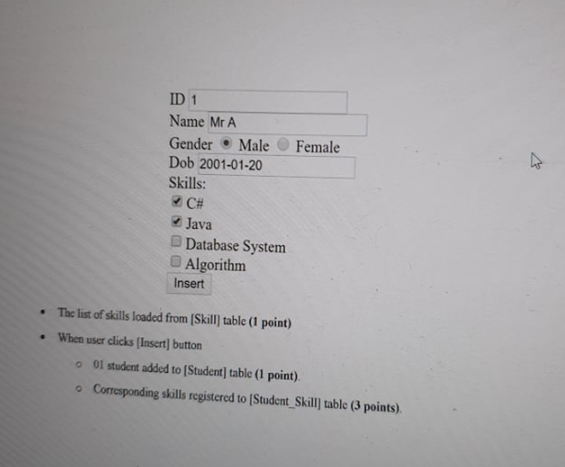 ID 1
Name Mr A
Gender Male Female
Dob 2001-01-20
Skills:
C#
Java
Database System
Algorithm
Insert
• The list of skills loaded from [Skill] table (1 point)
• When user clicks [Insert] button
o 01 student added to [Student] table (1 point).
o Corresponding skills registered to [Student_Skill] table (3 points).